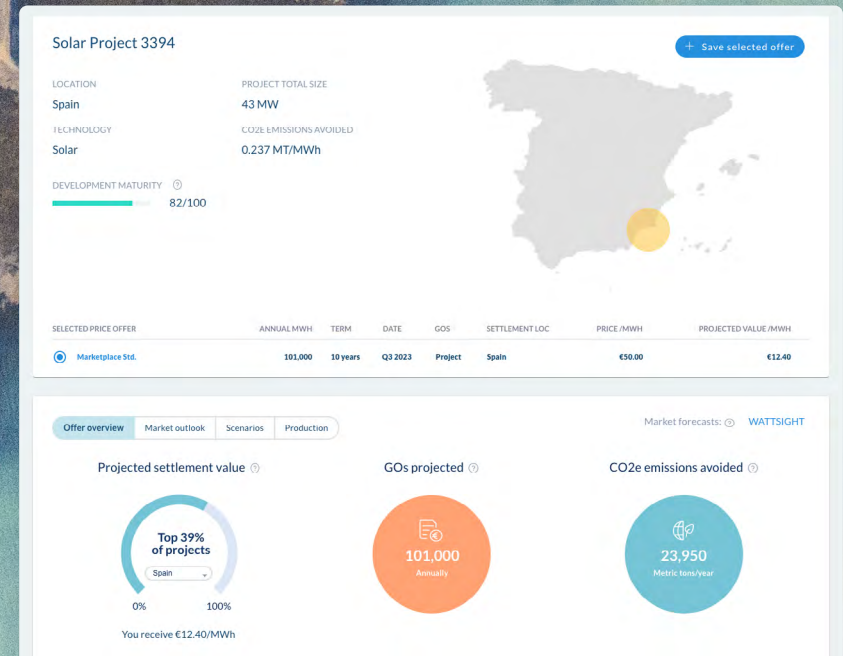 Solar Project 3394
+ Save selected offer
LOCATION
PROJECT TOTAL SIZE
Spain
43 MW
TECHNOLOGY
CO2E EMISSIONS AVOIDED
Solar
0.237 MT/MWh
DEVELOPMENT MATURITY ?
82/100
SELECTED PRICE OFFER ANNUAL MWH TERM DATE GOS SETTLEMENT LOC PRICE /MWH PROJECTED VALUE /MWH
Marketplace Std. 101,000 10 years Q3 2023 Project Spain €50.00 €12.40
Offer overview Market outlook Scenarios Production
Market forecasts: ? WATTSIGHT
Projected settlement value ?
GOs projected ?
CO2e emissions avoided ?
Top 39%
of projects
Spain
0% 100%
You receive €12.40/MWh
€
101,000
Annually
23,950
Metric tons/year